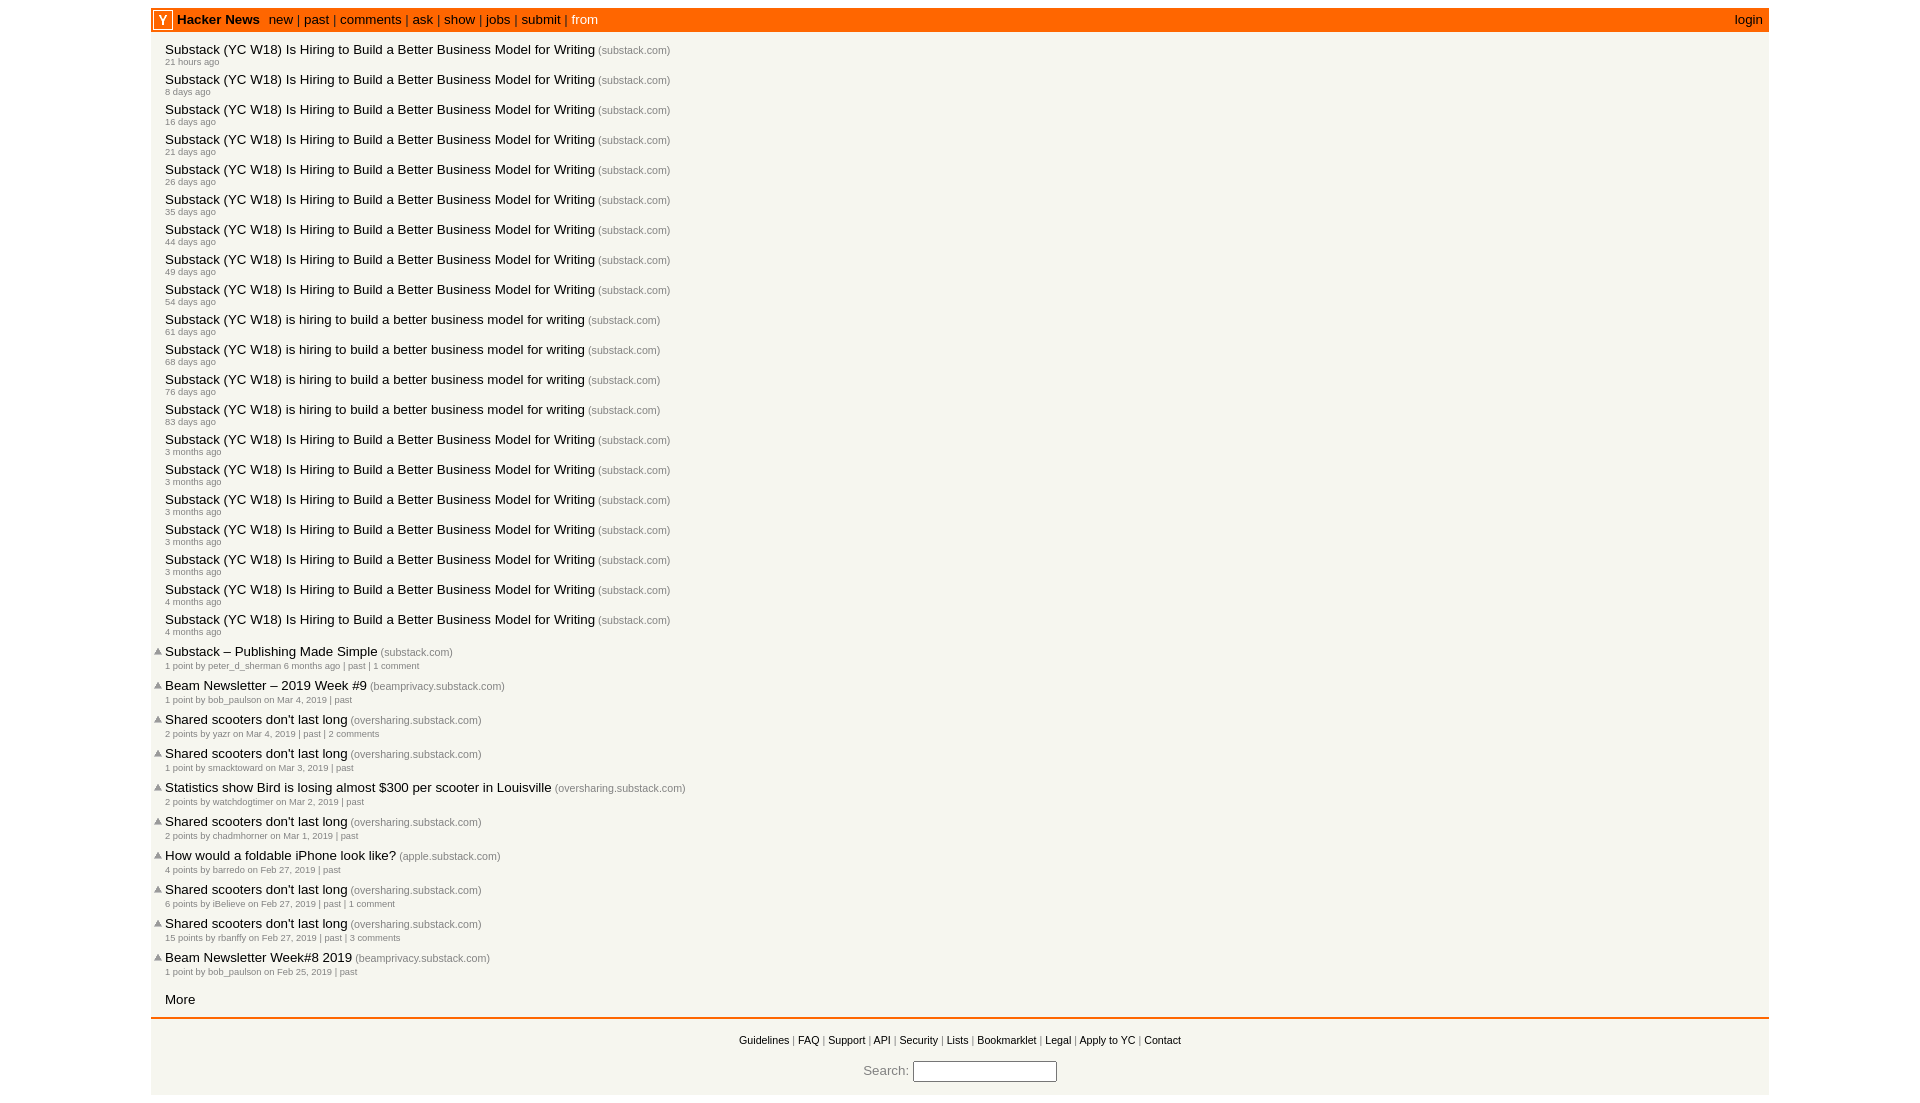 Y Hacker News new | past | comments | ask | show | jobs | submit | from login
Substack (YC W18) Is Hiring to Build a Better Business Model for Writing (substack.com)
21 hours ago
Substack (YC W18) Is Hiring to Build a Better Business Model for Writing (substack.com)
8 days ago
Substack (YC W18) Is Hiring to Build a Better Business Model for Writing (substack.com)
16 days ago
Substack (YC W18) Is Hiring to Build a Better Business Model for Writing (substack.com)
21 days ago
Substack (YC W18) Is Hiring to Build a Better Business Model for Writing (substack.com)
26 days ago
Substack (YC W18) Is Hiring to Build a Better Business Model for Writing (substack.com)
35 days ago
Substack (YC W18) Is Hiring to Build a Better Business Model for Writing (substack.com)
44 days ago
Substack (YC W18) Is Hiring to Build a Better Business Model for Writing (substack.com)
49 days ago
Substack (YC W18) Is Hiring to Build a Better Business Model for Writing (substack.com)
54 days ago
Substack (YC W18) is hiring to build a better business model for writing (substack.com)
61 days ago
Substack (YC W18) is hiring to build a better business model for writing (substack.com)
68 days ago
Substack (YC W18) is hiring to build a better business model for writing (substack.com)
76 days ago
Substack (YC W18) is hiring to build a better business model for writing (substack.com)
83 days ago
Substack (YC W18) Is Hiring to Build a Better Business Model for Writing (substack.com)
3 months ago
Substack (YC W18) Is Hiring to Build a Better Business Model for Writing (substack.com)
3 months ago
Substack (YC W18) Is Hiring to Build a Better Business Model for Writing (substack.com)
3 months ago
Substack (YC W18) Is Hiring to Build a Better Business Model for Writing (substack.com)
3 months ago
Substack (YC W18) Is Hiring to Build a Better Business Model for Writing (substack.com)
3 months ago
Substack (YC W18) Is Hiring to Build a Better Business Model for Writing (substack.com)
4 months ago
Substack (YC W18) Is Hiring to Build a Better Business Model for Writing (substack.com)
4 months ago
Substack – Publishing Made Simple (substack.com)
1 point by peter_d_sherman 6 months ago | past | 1 comment
Beam Newsletter – 2019 Week #9 (beamprivacy.substack.com)
1 point by bob_paulson on Mar 4, 2019 | past
Shared scooters don't last long (oversharing.substack.com)
2 points by yazr on Mar 4, 2019 | past | 2 comments
Shared scooters don't last long (oversharing.substack.com)
1 point by smacktoward on Mar 3, 2019 | past
Statistics show Bird is losing almost $300 per scooter in Louisville (oversharing.substack.com)
2 points by watchdogtimer on Mar 2, 2019 | past
Shared scooters don't last long (oversharing.substack.com)
2 points by chadmhorner on Mar 1, 2019 | past
How would a foldable iPhone look like? (apple.substack.com)
4 points by barredo on Feb 27, 2019 | past
Shared scooters don't last long (oversharing.substack.com)
6 points by iBelieve on Feb 27, 2019 | past | 1 comment
Shared scooters don't last long (oversharing.substack.com)
15 points by rbanffy on Feb 27, 2019 | past | 3 comments
Beam Newsletter Week#8 2019 (beamprivacy.substack.com)
1 point by bob_paulson on Feb 25, 2019 | past
More
Guidelines | FAQ | Support | API | Security | Lists | Bookmarklet | Legal | Apply to YC | Contact
Search: